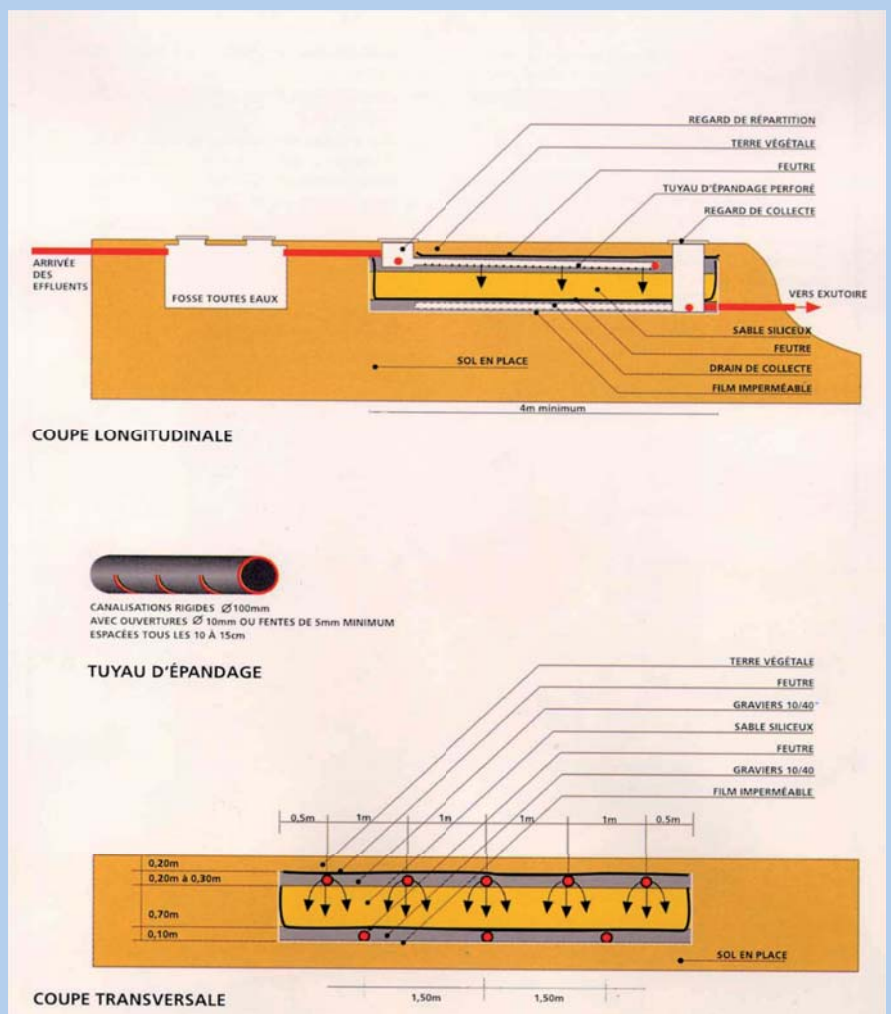 REGARD DE RÉPARTITION
TERRE VÉGÉTALE
FEUTRE
TUYAU D'ÉPANDAGE PERFORÉ
REGARD DE COLLECTE
ARRIVÉE
DES
EFFLUENTS
FOSSE TOUTES EAUX
VERS EXUTOIRE
SABLE SILICEUX
FEUTRE
SOL EN PLACE
DRAIN DE COLLECTE
FILM IMPERMÉABLE
4m minimum
COUPE LONGITUDINALE
CANALISATIONS RIGIDES Ø100mm
AVEC OUVERTURES Ø 10mm OU FENTES DE 5mm MINIMUM
ESPACÉES TOUS LES 10 À 15cm
TUYAU D'ÉPANDAGE
TERRE VÉGÉTALE
FEUTRE
GRAVIERS 10/40
SABLE SILICEUX
FEUTRE
GRAVIERS 10/40
FILM IMPERMÉABLE
0,5m 1m 1m 1m 1m 0,5m
0,20m
0,20m à 0,30m
0,70m
0,10m
SOL EN PLACE
1,50m 1,50m
COUPE TRANSVERSALE